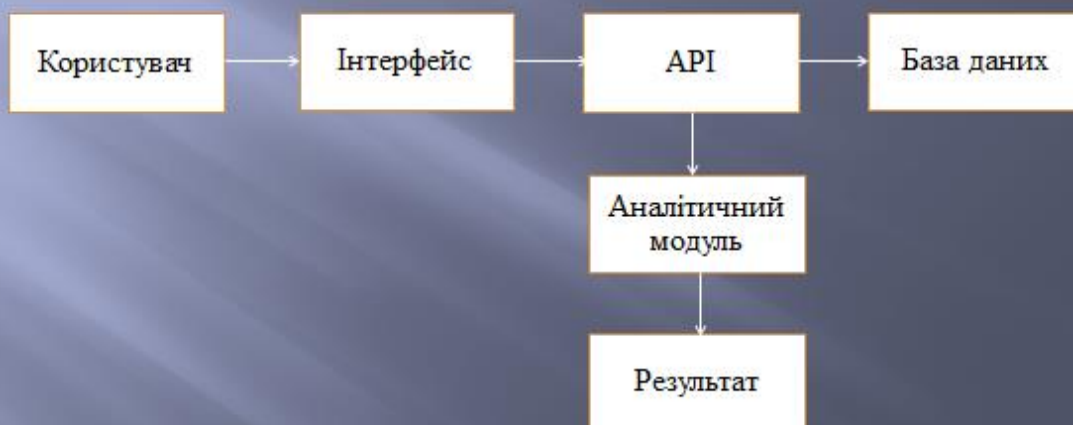 Користувач
Інтерфейс
API
База даних
Аналітичний
модуль
Результат